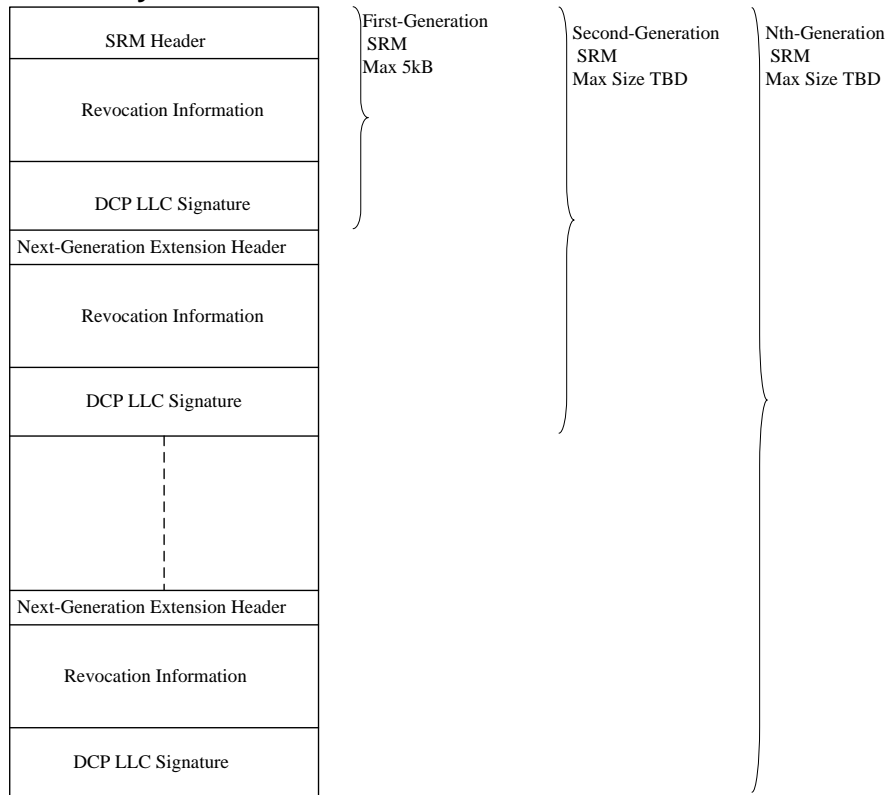 SRM Header
Revocation Information
DCP LLC Signature
Next-Generation Extension Header
Revocation Information
DCP LLC Signature
Next-Generation Extension Header
Revocation Information
DCP LLC Signature
First-Generation
SRM
Max 5kB
Second-Generation
SRM
Max Size TBD
Nth-Generation
SRM
Max Size TBD